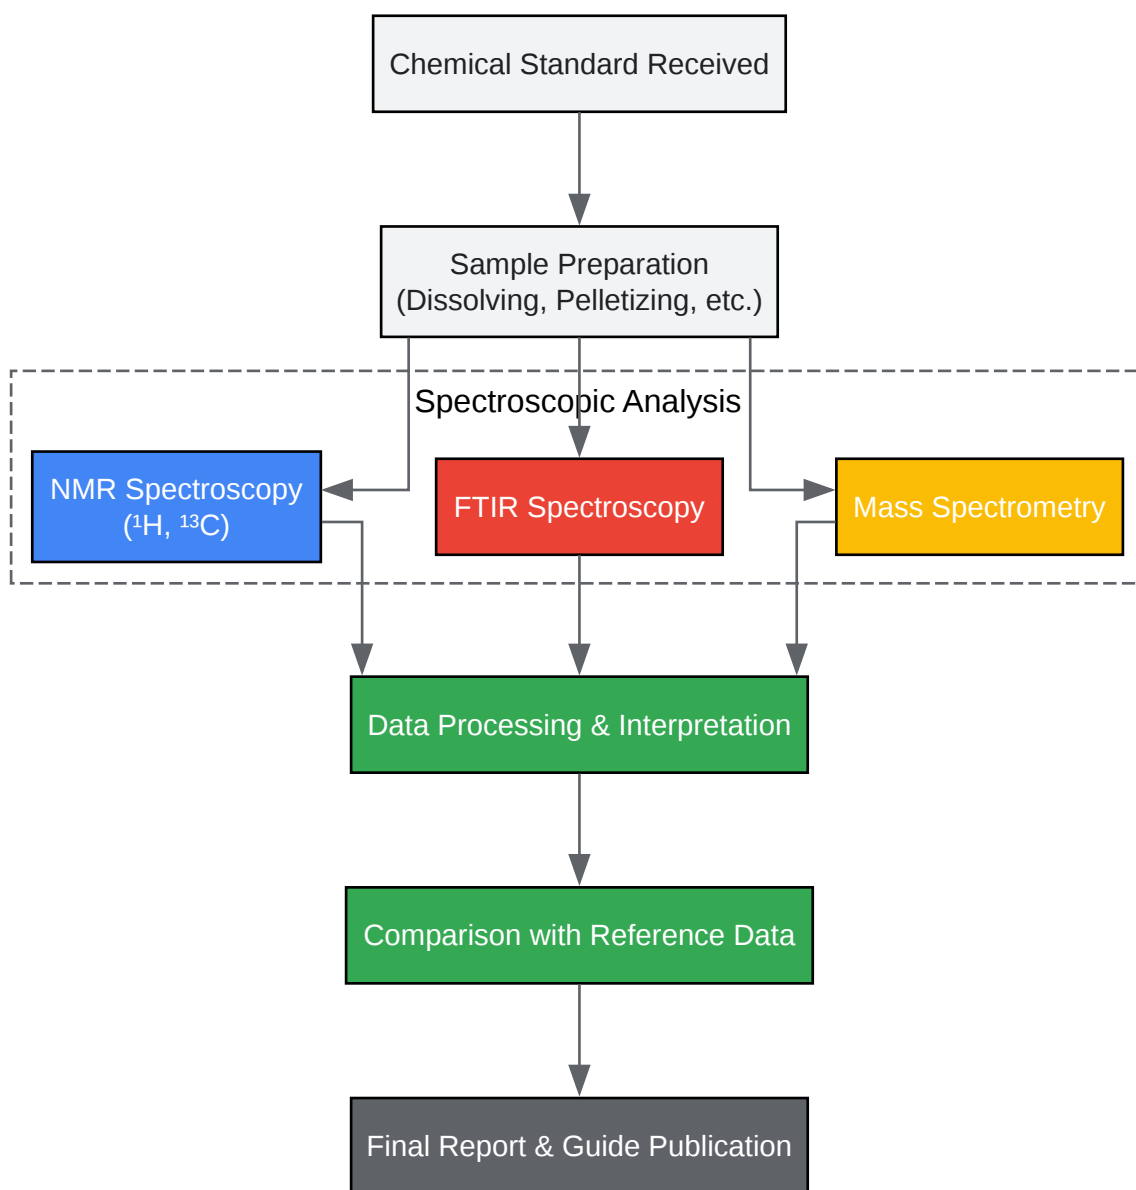 Chemical Standard Received
Sample Preparation
(Dissolving, Pelletizing, etc.)
Spectroscopic Analysis
NMR Spectroscopy
(¹H, ¹³C)
FTIR Spectroscopy
Mass Spectrometry
Data Processing & Interpretation
Comparison with Reference Data
Final Report & Guide Publication